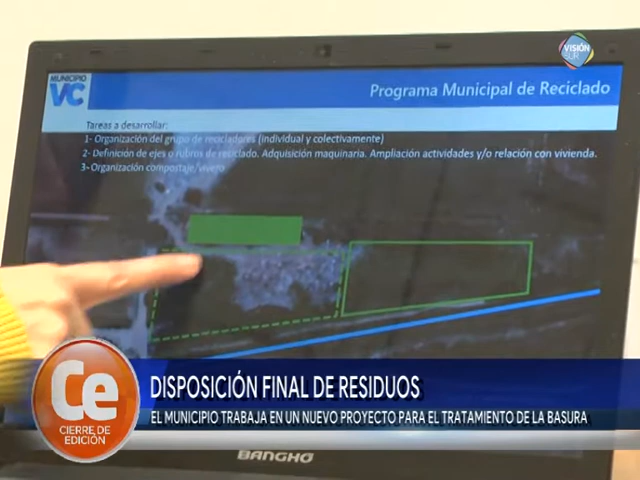 VISIÓN
SUR
MUNICIPIO
VC
Programa Municipal de Reciclado
Tareas a desarrollar:
1- Organización del grupo de recicladores (individual y colectivamente)
2- Definición de ejes o rubros de reciclado. Adquisición maquinaria. Ampliación actividades y/o relación con vivienda.
3- Organización compostaje/vivero
Ce
CIERRE DE
EDICIÓN
DISPOSICIÓN FINAL DE RESIDUOS
EL MUNICIPIO TRABAJA EN UN NUEVO PROYECTO PARA EL TRATAMIENTO DE LA BASURA
BANGHO